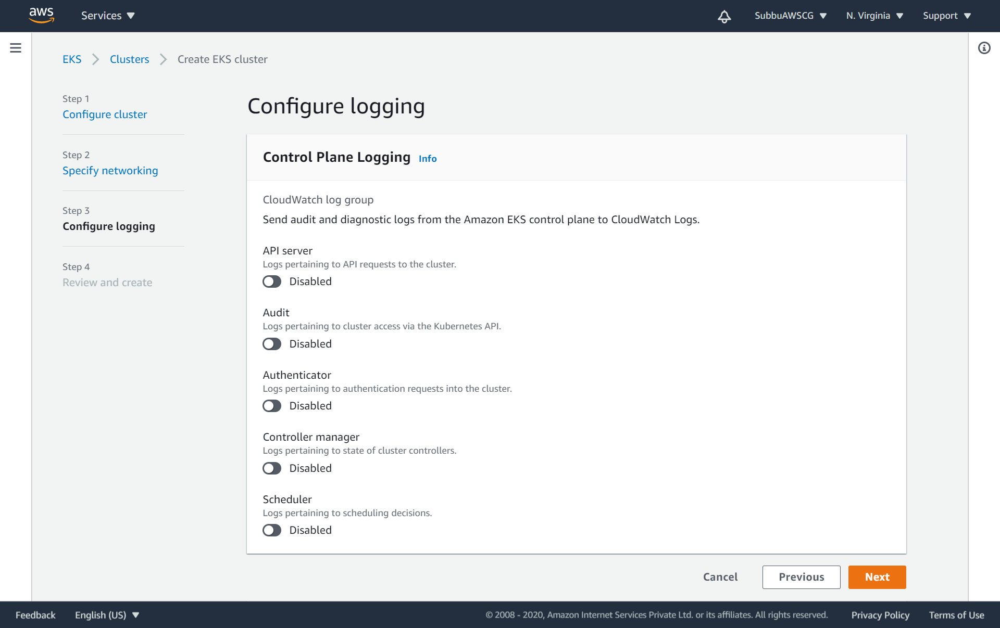 aws
Services
SubbuAWSCG
N. Virginia
Support
EKS
Clusters
Create EKS cluster
Step 1
Configure cluster
Step 2
Specify networking
Step 3
Configure logging
Step 4
Review and create
Configure logging
Control Plane Logging Info
CloudWatch log group
Send audit and diagnostic logs from the Amazon EKS control plane to CloudWatch Logs.
API server
Logs pertaining to API requests to the cluster.
Disabled
Audit
Logs pertaining to cluster access via the Kubernetes API.
Disabled
Authenticator
Logs pertaining to authentication requests into the cluster.
Disabled
Controller manager
Logs pertaining to state of cluster controllers.
Disabled
Scheduler
Logs pertaining to scheduling decisions.
Disabled
Cancel
Previous
Next
Feedback
English (US)
© 2008 - 2020, Amazon Internet Services Private Ltd. or its affiliates. All rights reserved.
Privacy Policy
Terms of Use